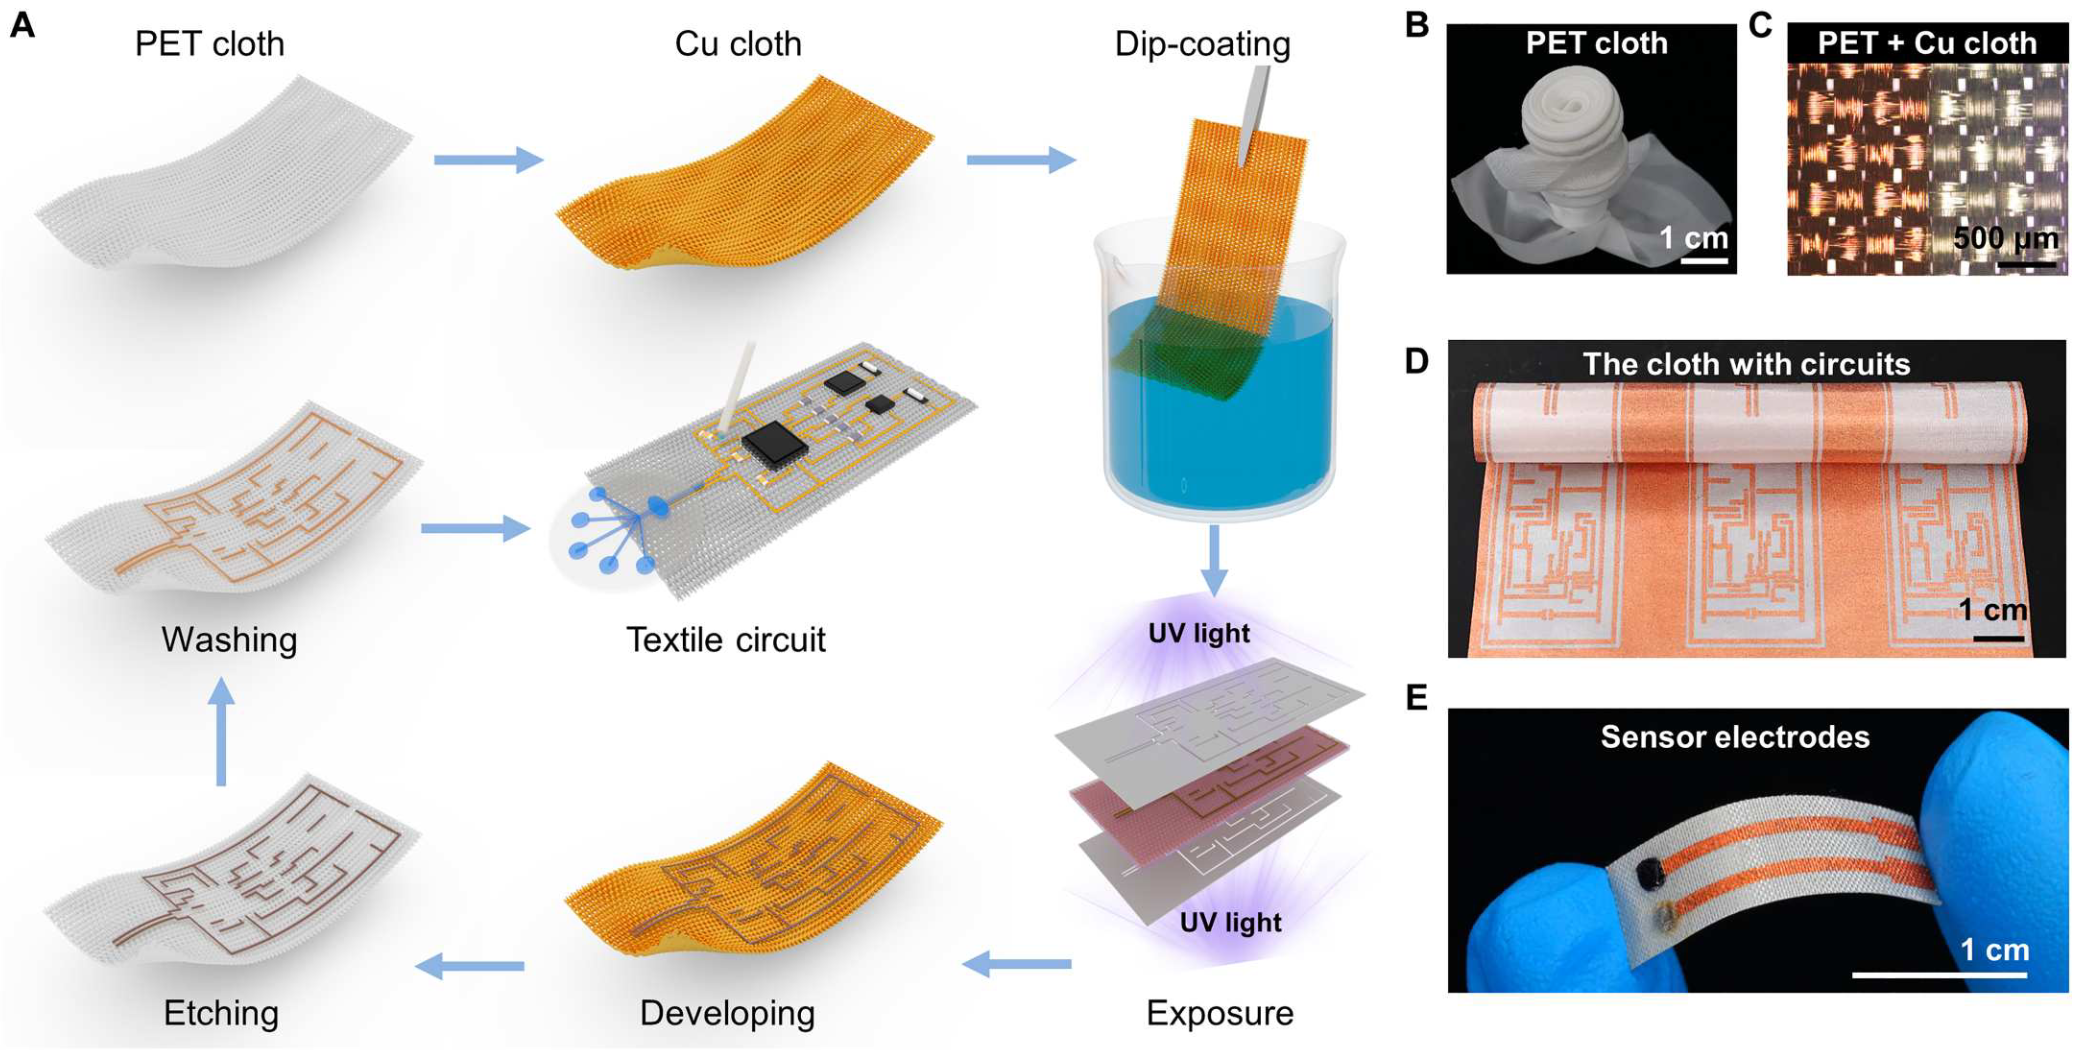 A
PET cloth
Cu cloth
Dip-coating
Washing
Textile circuit
UV light
UV light
Etching
Developing
Exposure
B
PET cloth
1 cm
C
PET + Cu cloth
500 µm
D
The cloth with circuits
1 cm
E
Sensor electrodes
1 cm